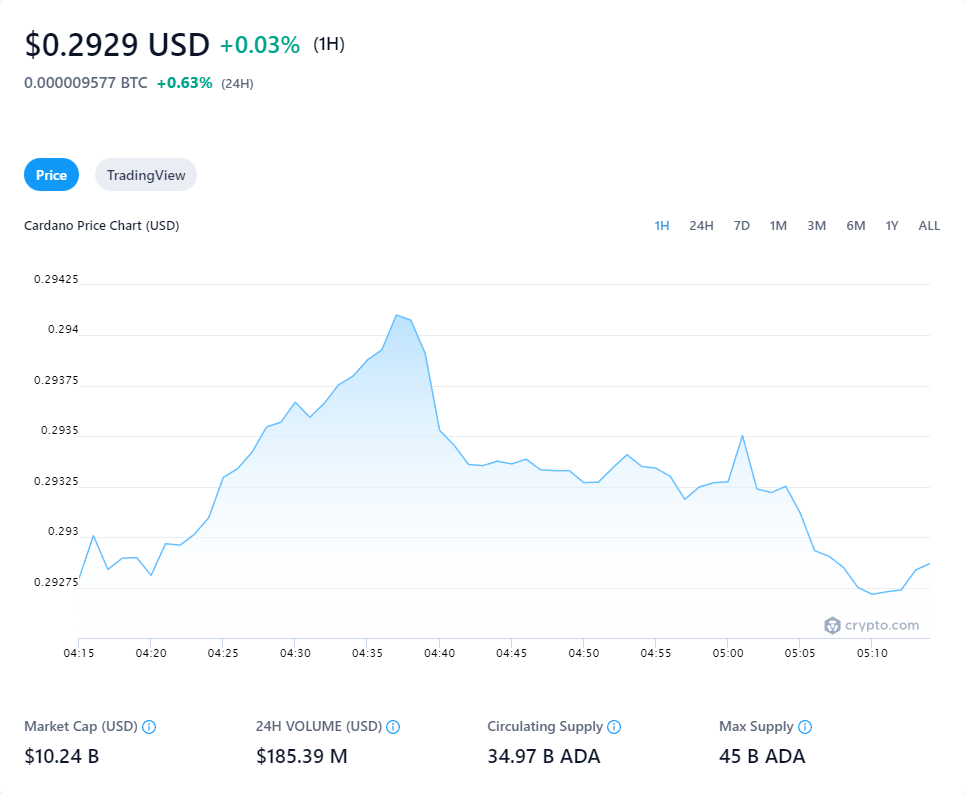 $0.2929 USD +0.03% (1H)
0.000009577 BTC +0.63% (24H)
Price TradingView
Cardano Price Chart (USD) 1H 24H 7D 1M 3M 6M 1Y ALL
0.29425
0.294
0.29375
0.2935
0.29325
0.293
0.29275
crypto.com
04:15 04:20 04:25 04:30 04:35 04:40 04:45 04:50 04:55 05:00 05:05 05:10
Market Cap (USD) 24H VOLUME (USD) Circulating Supply Max Supply
$10.24 B $185.39 M 34.97 B ADA 45 B ADA